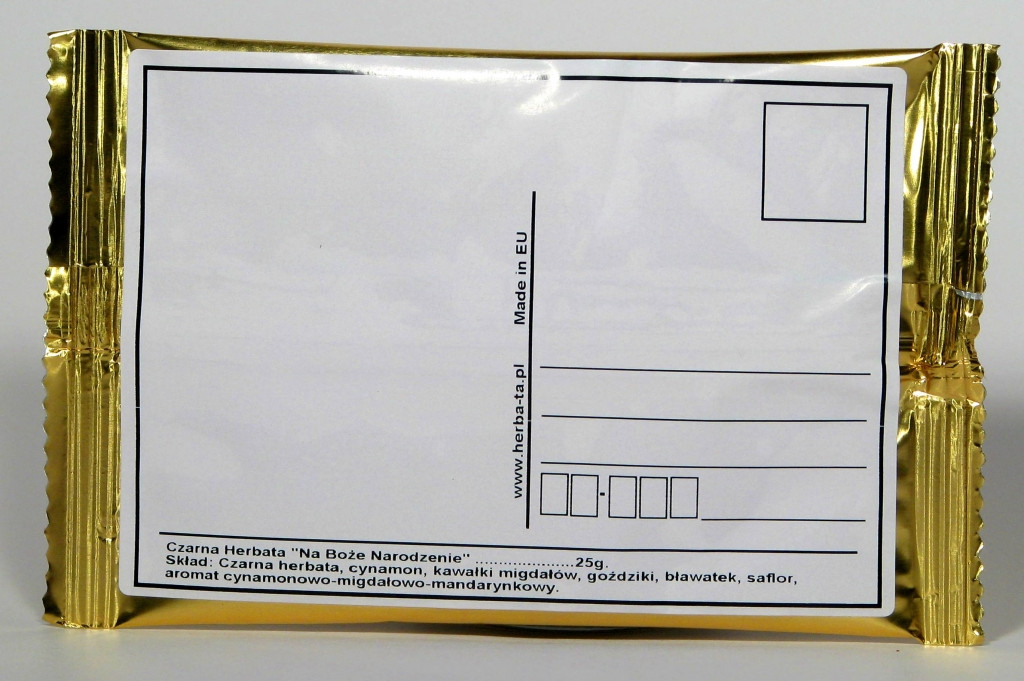 www.herba-ta.pl Made in EU
-
Czarna Herbata "Na Boże Narodzenie" ......................25g.
Skład: Czarna herbata, cynamon, kawałki migdałów, goździki, bławatek, saflor,
aromat cynamonowo-migdałowo-mandarynkowy.